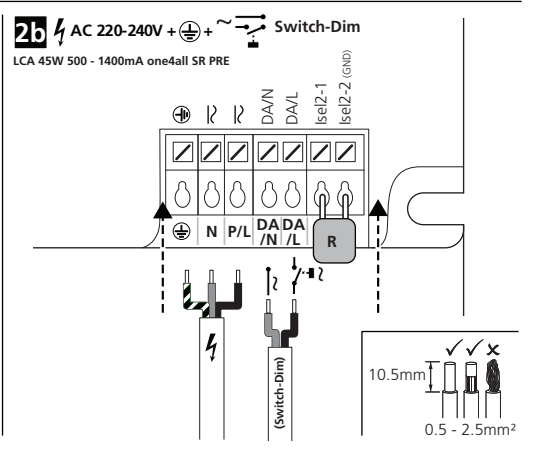 2b AC 220-240V + + ~ Switch-Dim
LCA 45W 500 - 1400mA one4all SR PRE
DA/N
DA/L
Isel2-1
Isel2-2 (GND)
N P/L DA/N DA/L
R
(Switch-Dim)
10.5mm
0.5 - 2.5mm²